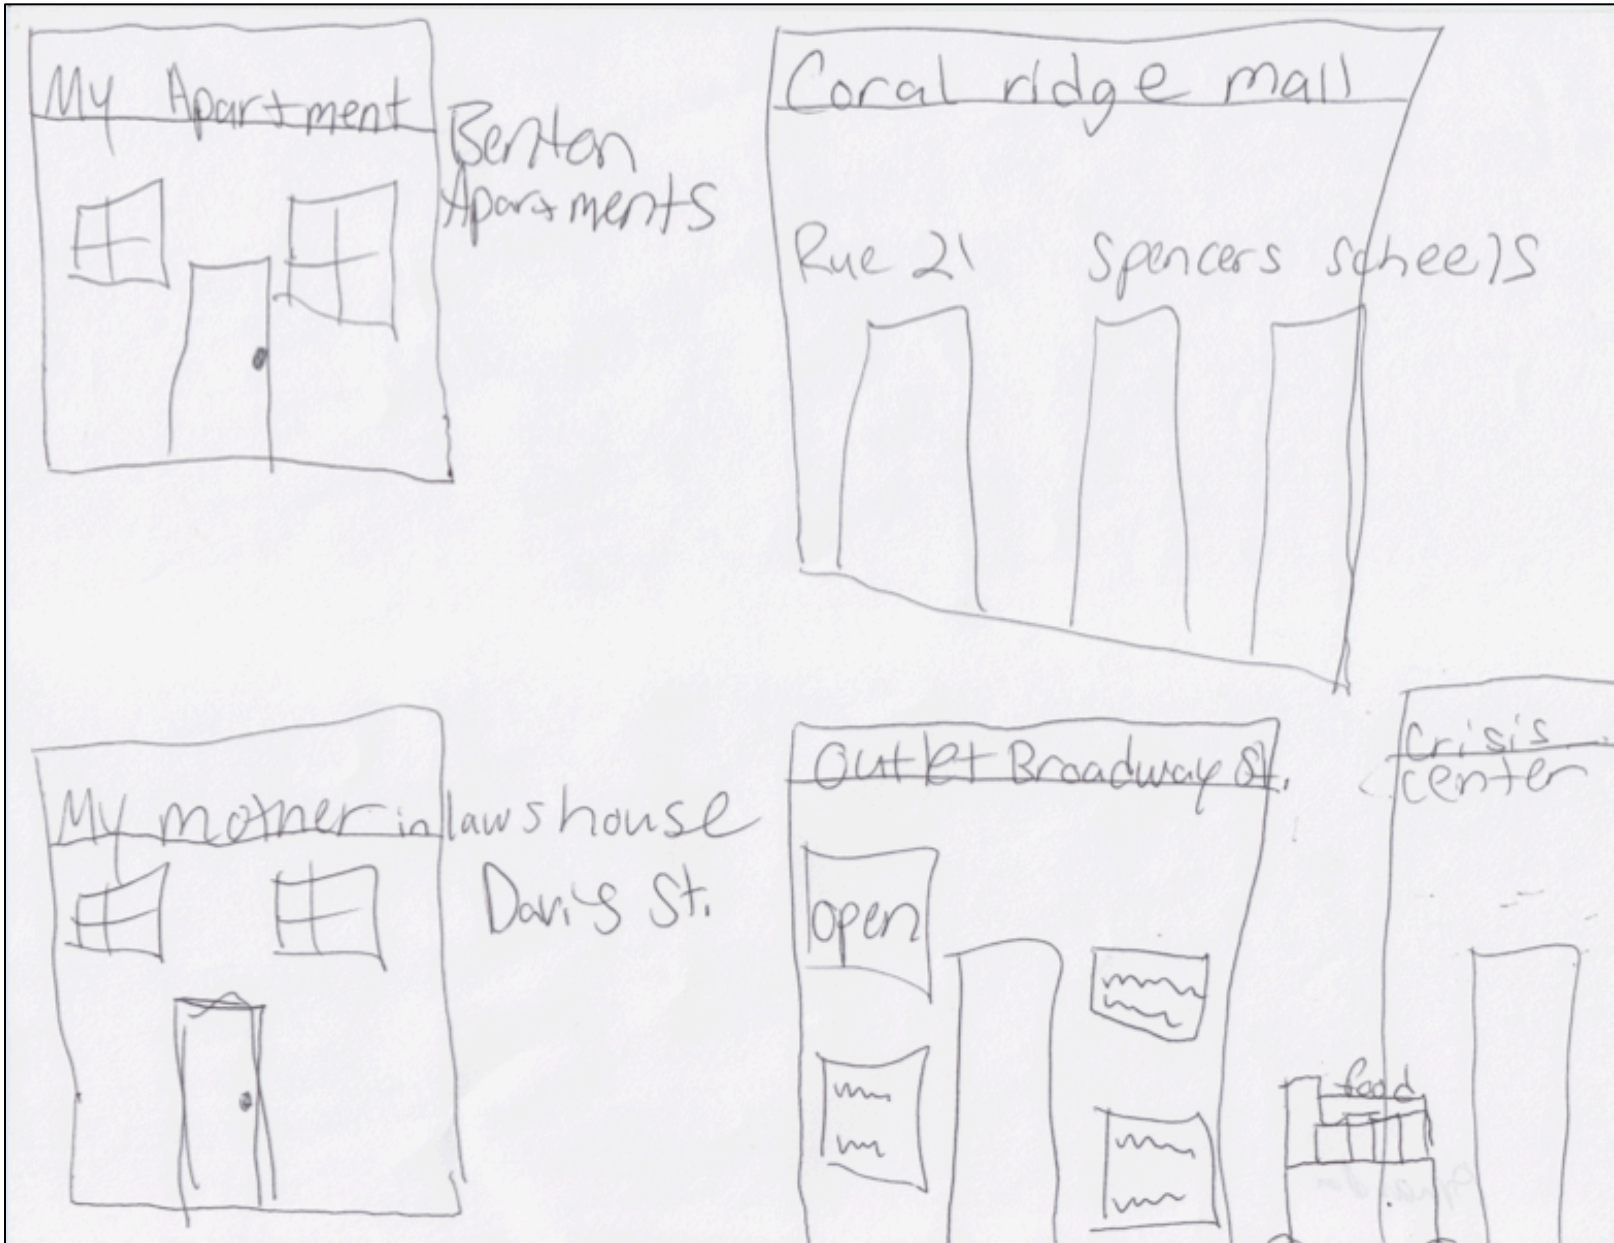 My Apartment
Benton
Apartments
Coral ridge mall
Rue 21 Spencers scheels
My mother in laws house
Davis St.
Outlet Broadway St.
open
Crisis
center
food